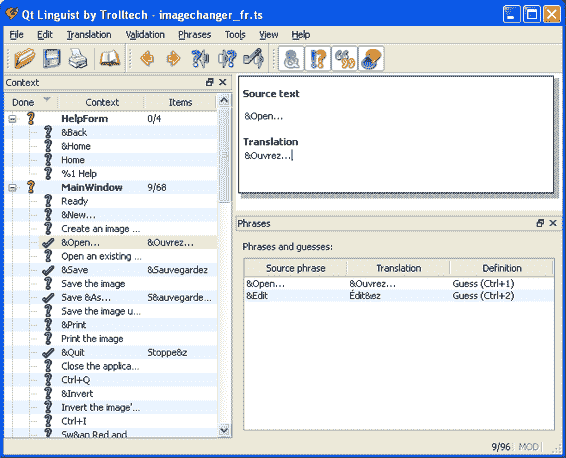 Qt Linguist by Trolltech - imagechanger_fr.ts
File Edit Translation Validation Phrases Tools View Help
Context
Done Context Items
HelpForm 0/4
&Back
&Home
Home
%1 Help
MainWindow 9/68
Ready
&New...
Create an image ...
&Open... &Ouvrez...
Open an existing ...
&Save &Sauvegardez
Save the image
Save &As... S&auvegarde...
Save the image u...
&Print
Print the image
&Quit Stoppe&z
Close the applica...
Ctrl+Q
&Invert
Invert the image'...
Ctrl+I
Sw&ap Red and
Source text
&Open...
Translation
&Ouvrez...
Phrases
Phrases and guesses:
Source phrase Translation Definition
&Open... &Ouvrez... Guess (Ctrl+1)
&Edit Édit&ez Guess (Ctrl+2)
9/96 MOD